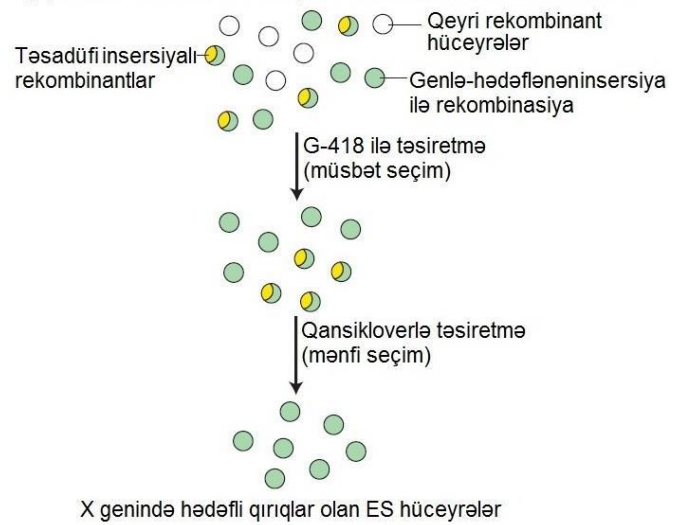 Qeyri rekombinant
hüceyrələr
Təsadüfi insersiyalı
rekombinantlar
Genlə-hədəflənəninsersiya
ilə rekombinasiya
G-418 ilə təsiretmə
(müsbət seçim)
Qansikloverlə təsiretmə
(mənfi seçim)
X genində hədəfli qırıqlar olan ES hüceyrələr